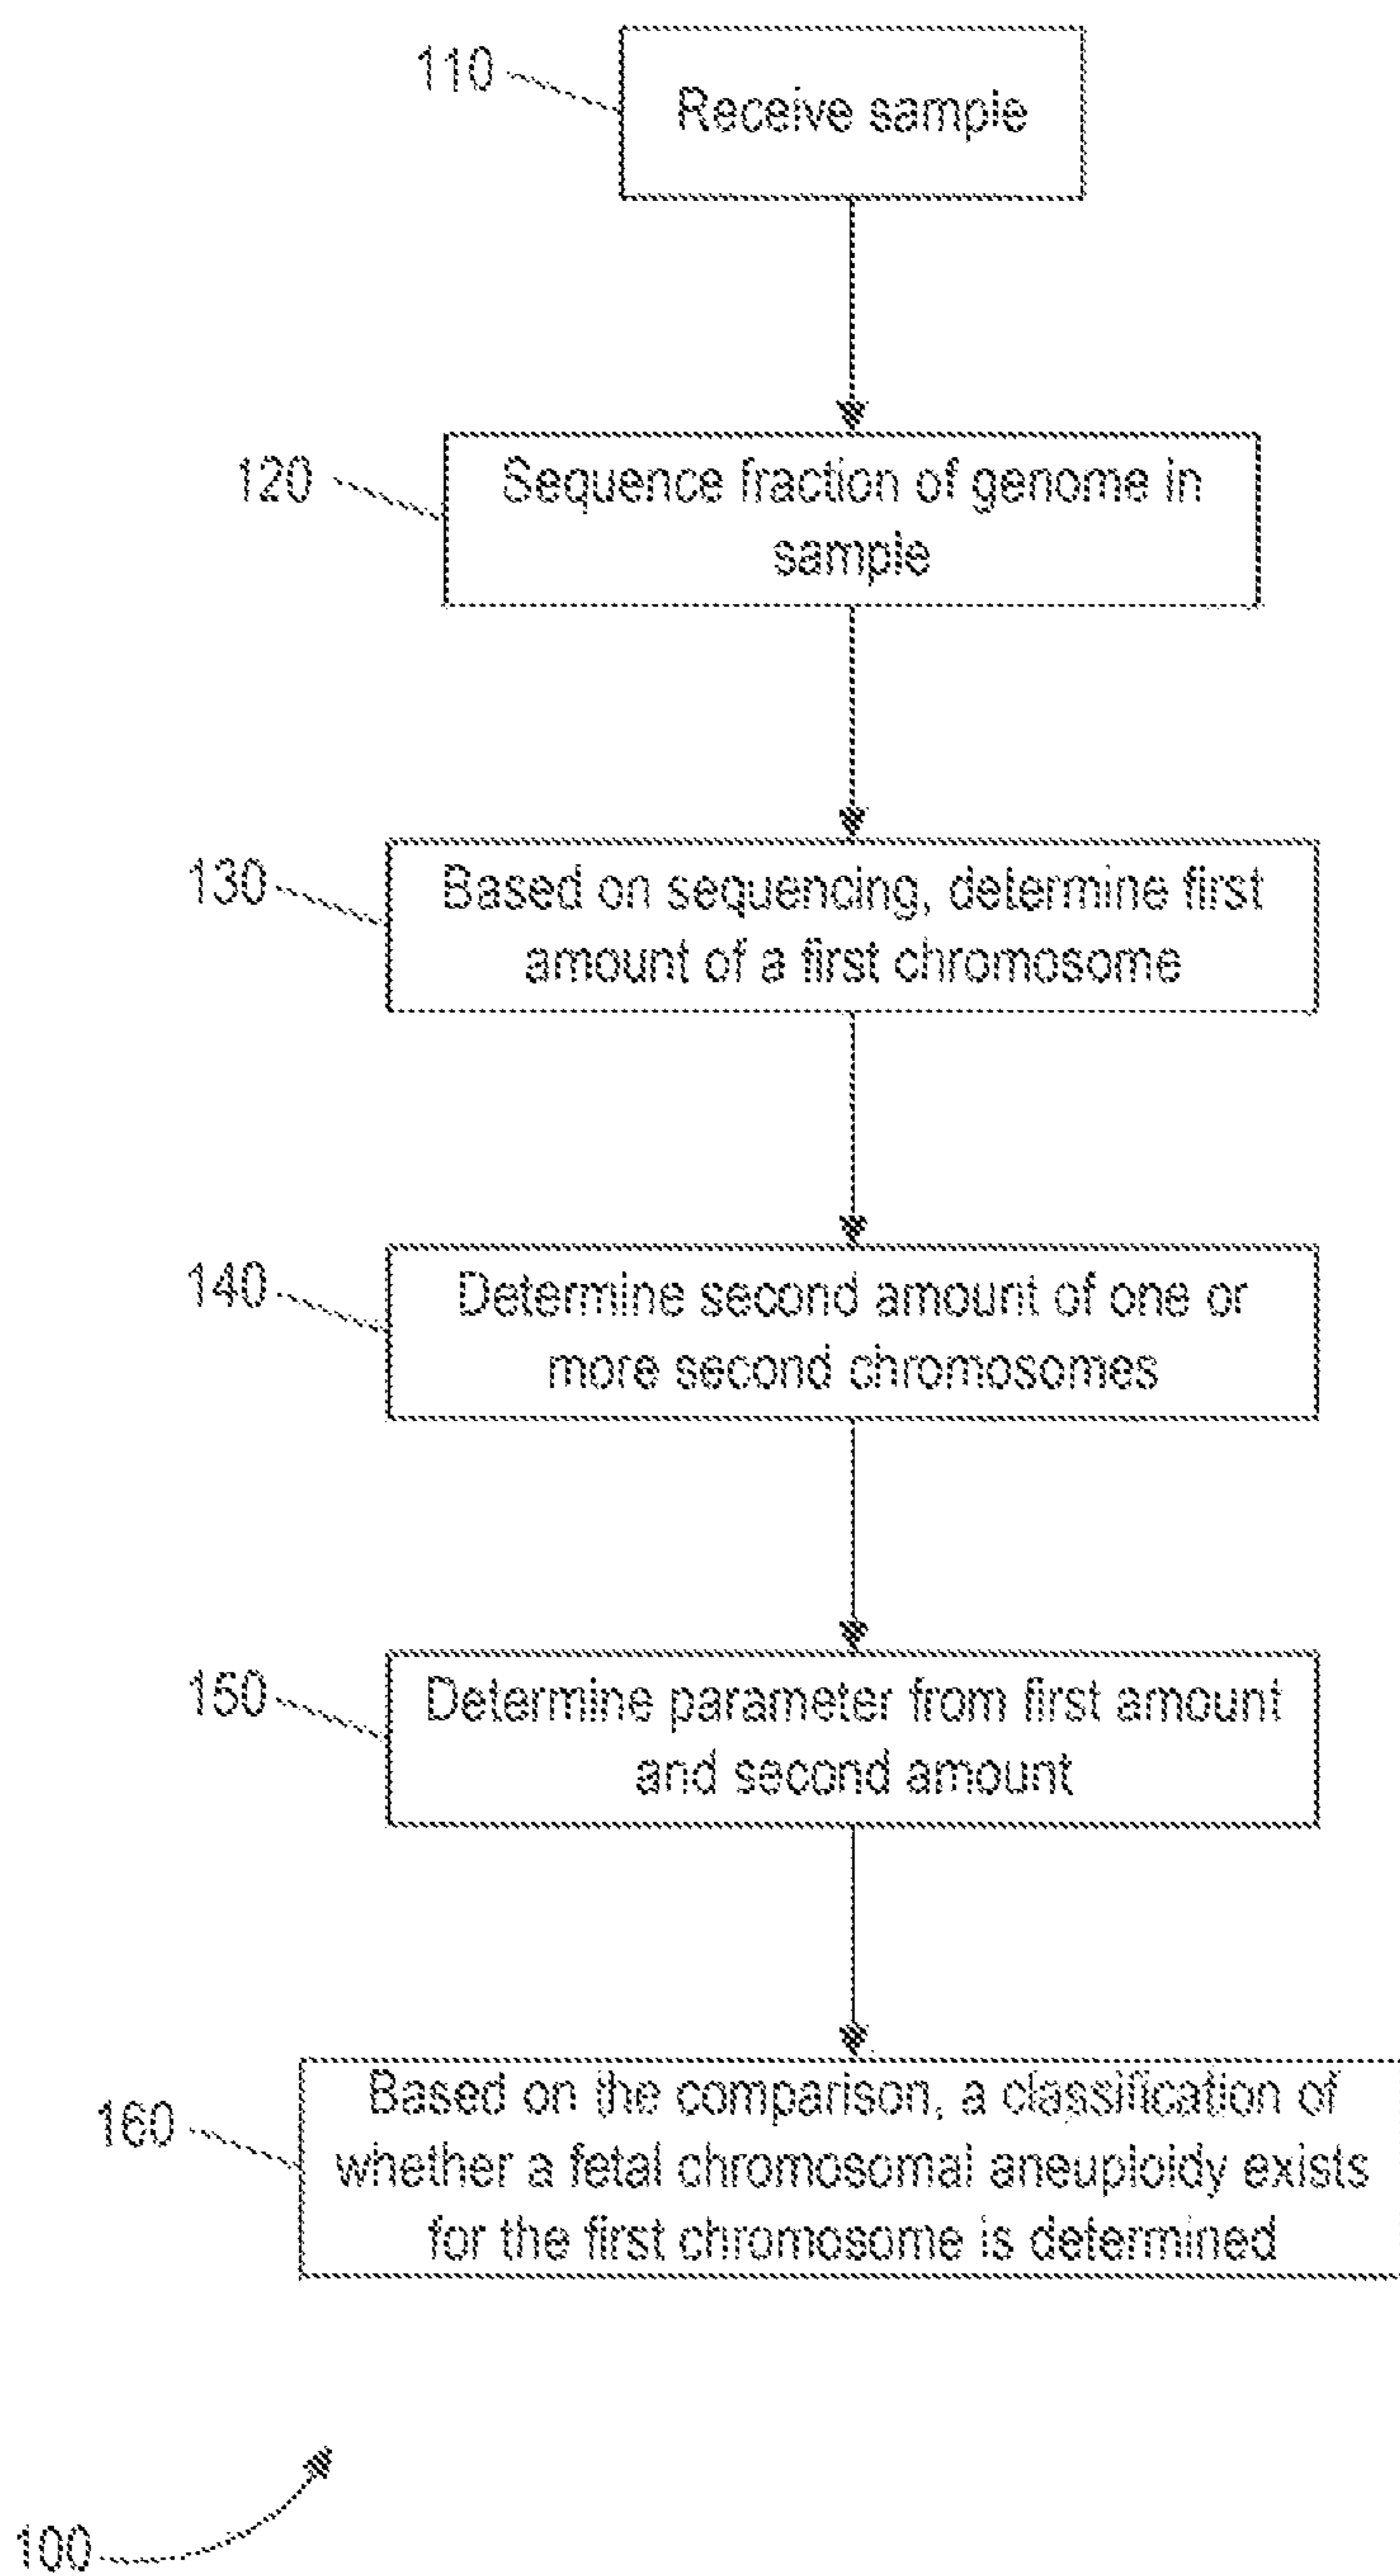 110
Receive sample
120
Sequence fraction of genome in
sample
130
Based on sequencing, determine first
amount of a first chromosome
140
Determine second amount of one or
more second chromosomes
150
Determine parameter from first amount
and second amount
160
Based on the comparison, a classification of
whether a fetal chromosomal aneuploidy exists
for the first chromosome is determined
100